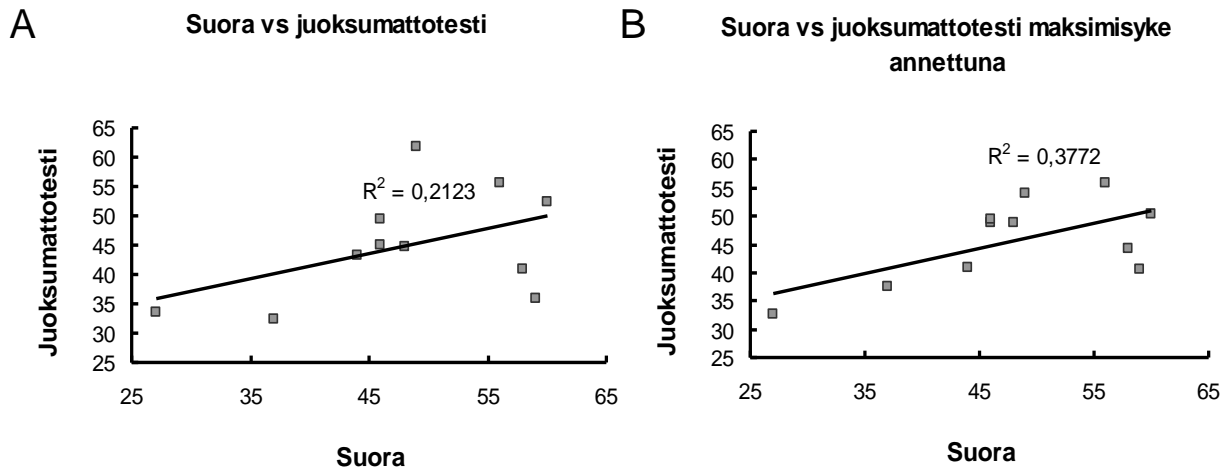 A
Suora vs juoksumattotesti
Juoksumattotesti
65
60
55
50
45
40
35
30
25
R² = 0,2123
25 35 45 55 65
Suora
B
Suora vs juoksumattotesti maksimisyke
annettuna
Juoksumattotesti
65
60
55
50
45
40
35
30
25
R² = 0,3772
25 35 45 55 65
Suora